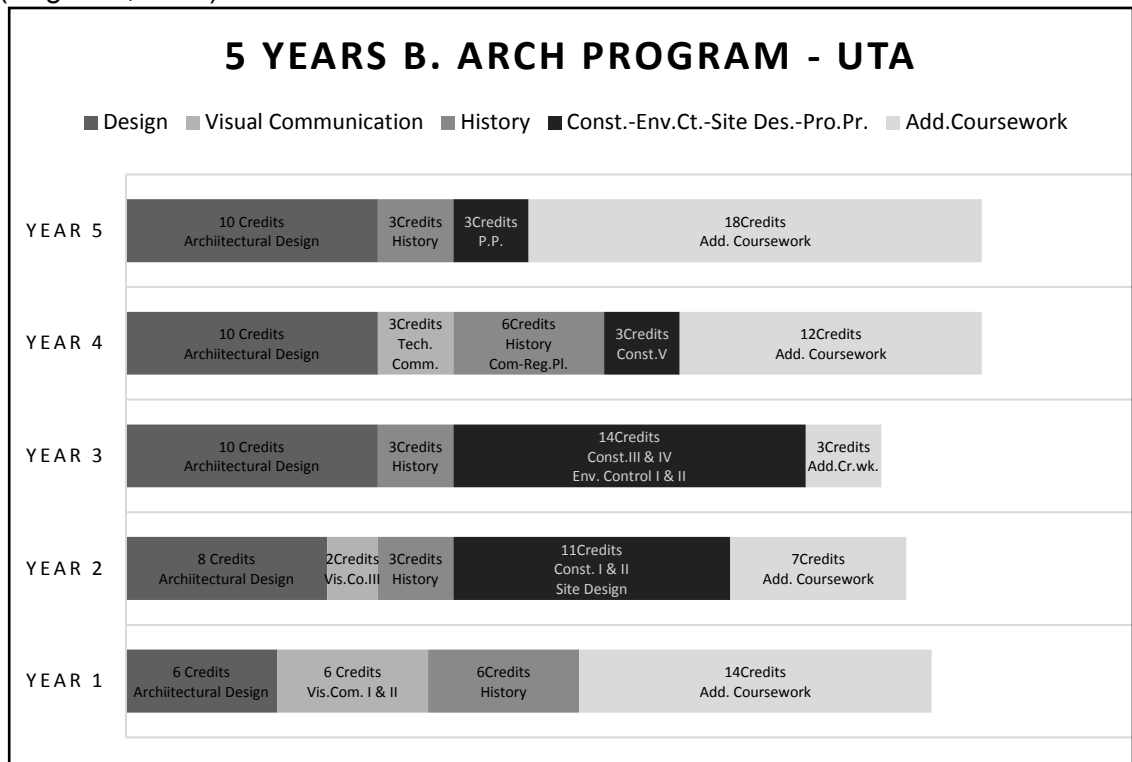 5 YEARS B. ARCH PROGRAM - UTA
Design Visual Communication History Const.-Env.Ct.-Site Des.-Pro.Pr. Add.Coursework
YEAR 5
10 Credits
Archiitectural Design
3Credits
History
3Credits
P.P.
18Credits
Add. Coursework
YEAR 4
10 Credits
Archiitectural Design
3Credits
Tech.
Comm.
6Credits
History
Com-Reg.Pl.
3Credits
Const.V
12Credits
Add. Coursework
YEAR 3
10 Credits
Archiitectural Design
3Credits
History
14Credits
Const.III & IV
Env. Control I & II
3Credits
Add.Cr.wk.
YEAR 2
8 Credits
Archiitectural Design
2Credits
Vis.Co.III
3Credits
History
11Credits
Const. I & II
Site Design
7Credits
Add. Coursework
YEAR 1
6 Credits
Archiitectural Design
6 Credits
Vis.Com. I & II
6Credits
History
14Credits
Add. Coursework